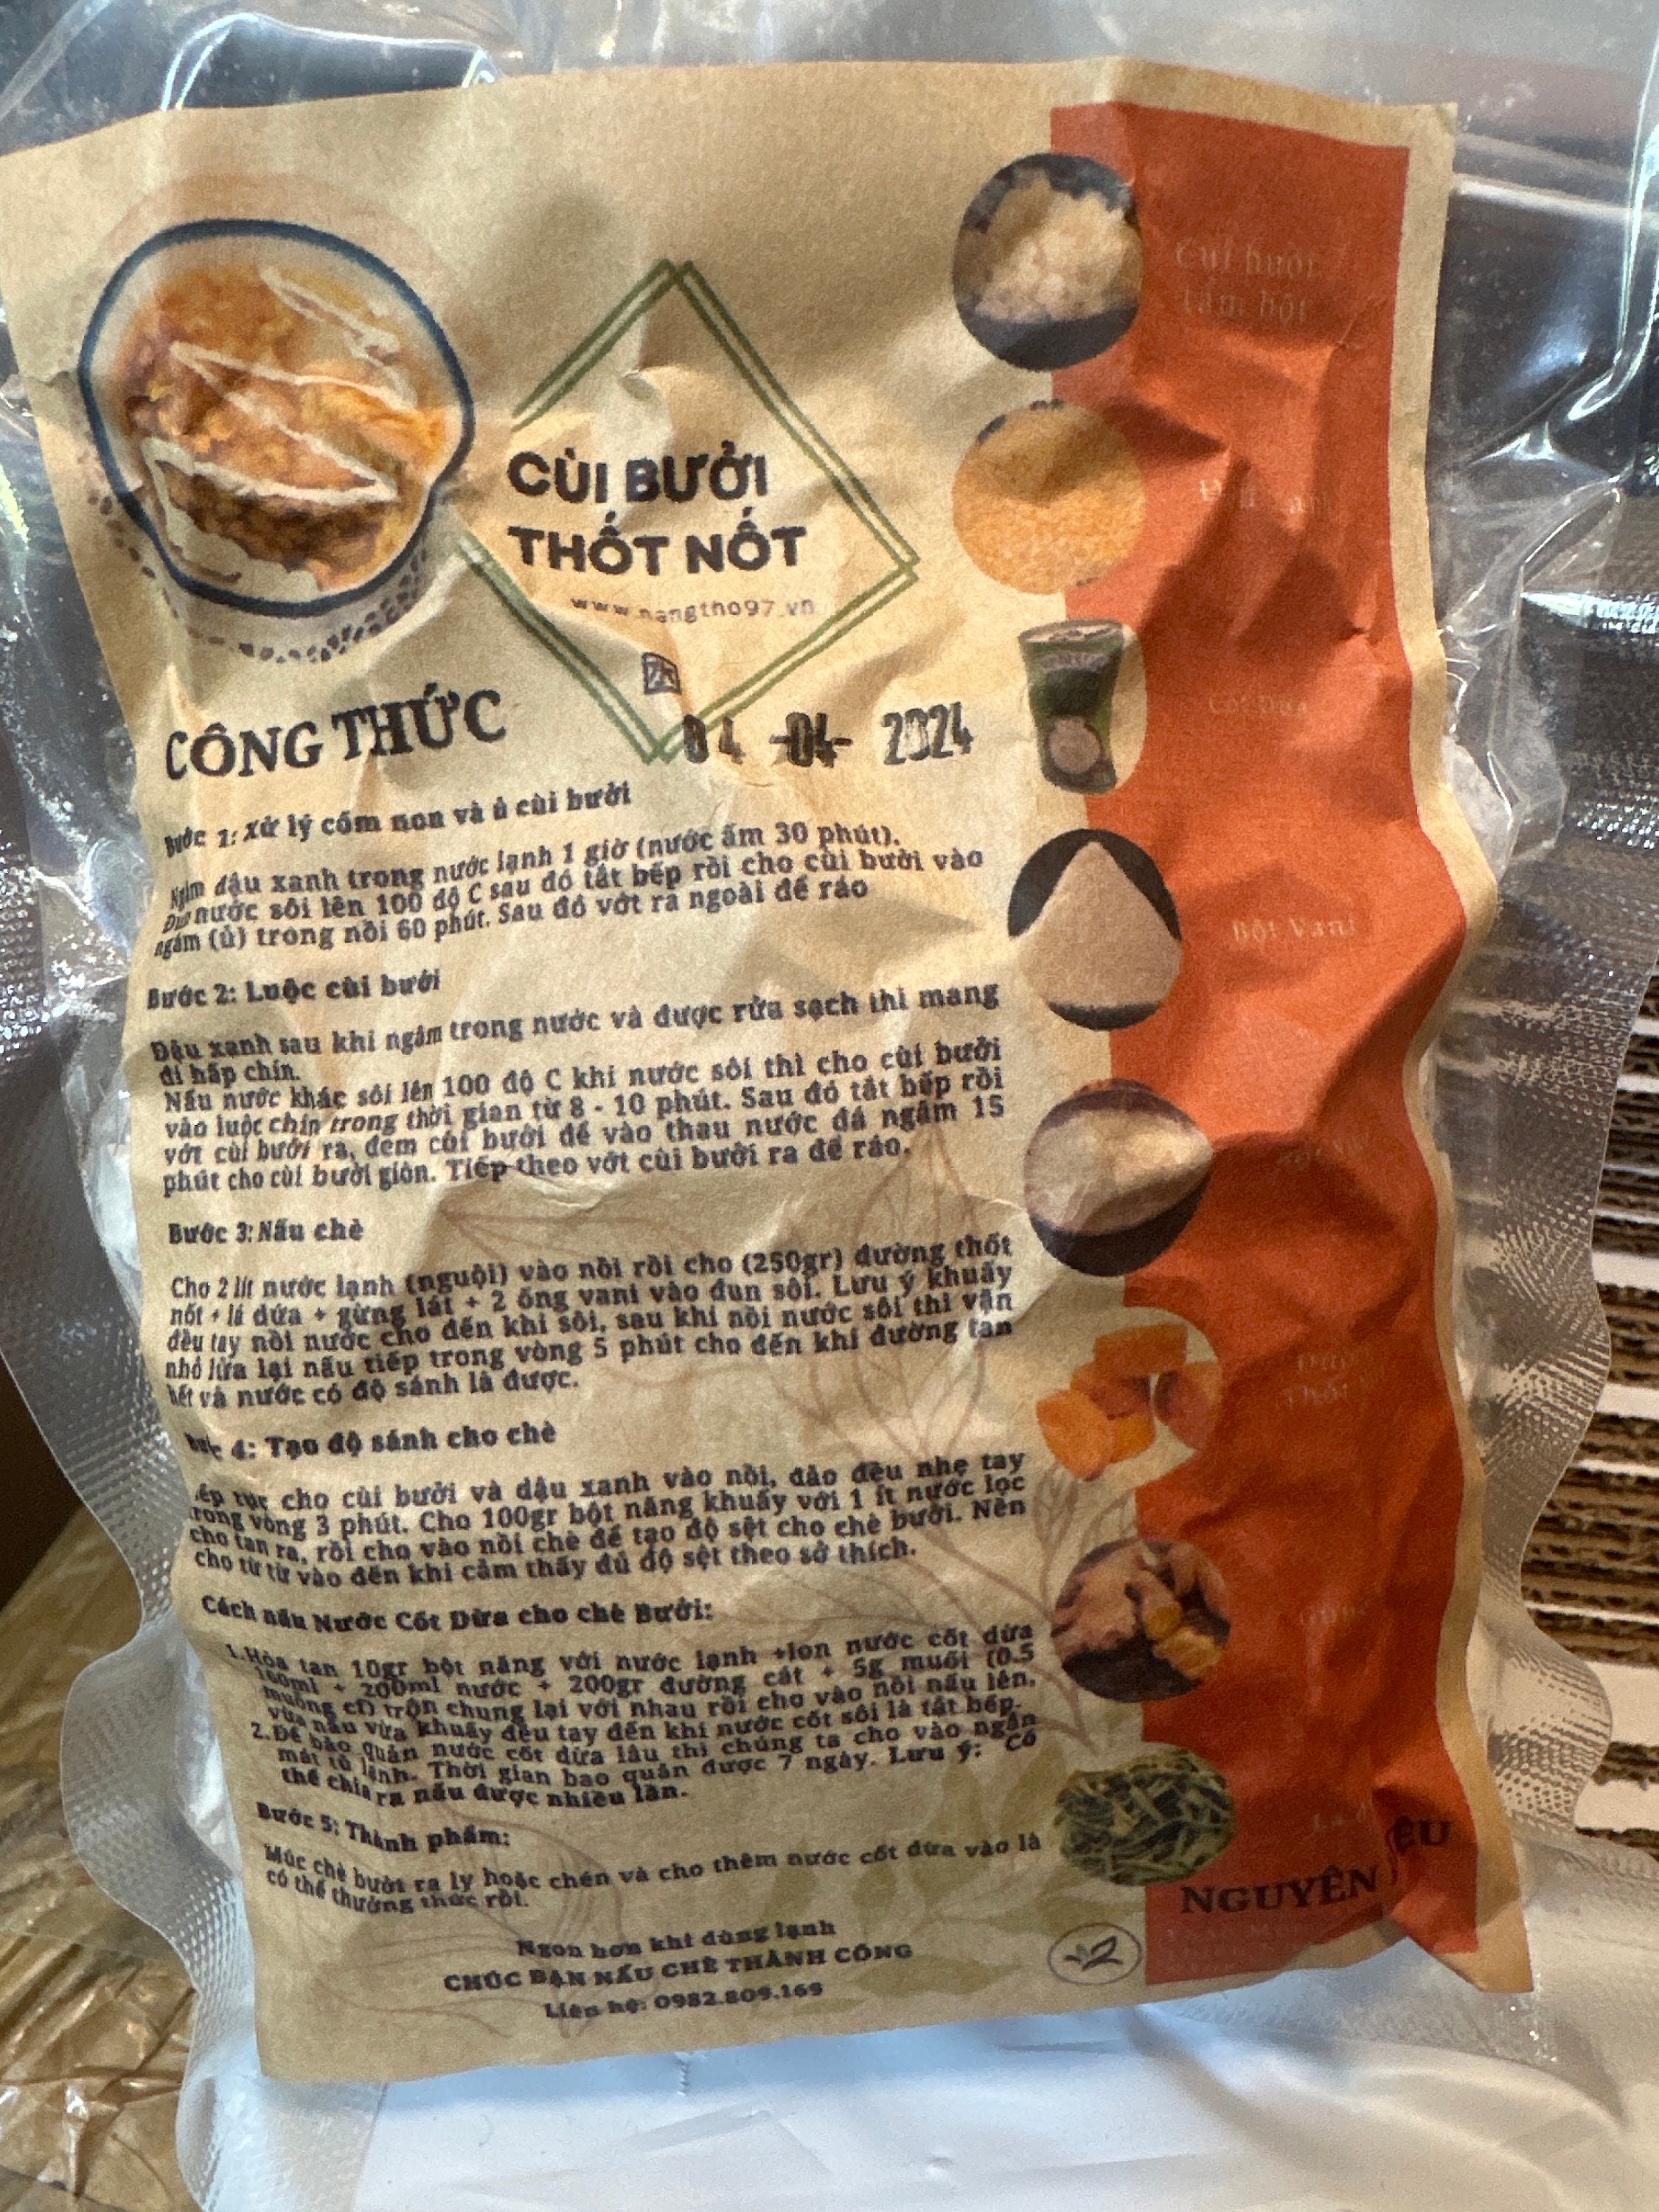 CÙI BƯỞI
THỐT NỐT
www.nangtho97.vn
CÔNG THỨC
04 -04- 2024
Bước 1: Xử lý cốm non và ủ cùi bưởi
Ngâm đậu xanh trong nước lạnh 1 giờ (nước ấm 30 phút).
Đun nước sôi lên 100 độ C sau đó tắt bếp rồi cho cùi bưởi vào
ngâm (ủ) trong nồi 60 phút. Sau đó vớt ra ngoài để ráo
Bước 2: Luộc cùi bưởi
Đậu xanh sau khi ngâm trong nước và được rửa sạch thì mang
đi hấp chín.
Nấu nước khác sôi lên 100 độ C khi nước sôi thì cho cùi bưởi
vào luộc chín trong thời gian từ 8 - 10 phút. Sau đó tắt bếp rồi
vớt cùi bưởi ra, đem cùi bưởi để vào thau nước đá ngâm 15
phút cho cùi bưởi giòn. Tiếp theo vớt cùi bưởi ra để ráo.
Bước 3: Nấu chè
Cho 2 lít nước lạnh (nguội) vào nồi rồi cho (250gr) đường thốt
nốt + lá dứa + gừng lát + 2 ống vani vào đun sôi. Lưu ý khuấy
đều tay nồi nước cho đến khi sôi, sau khi nồi nước sôi thì vặn
nhỏ lửa lại nấu tiếp trong vòng 5 phút cho đến khi đường tan
hết và nước có độ sánh là được.
4: Tạo độ sánh cho chè
tục cho cùi bưởi và đậu xanh vào nồi, đảo đều nhẹ tay
trong vòng 3 phút. Cho 100gr bột năng khuấy với 1 ít nước lọc
cho tan ra, rồi cho vào nồi chè để tạo độ sệt cho chè bưởi. Nên
cho từ từ vào đến khi cảm thấy đủ độ sệt theo sở thích.
Cách nấu Nước Cốt Dừa cho chè Bưởi:
1. Hòa tan 10gr bột năng với nước lạnh +lon nước cốt dừa
160ml + 200ml nước + 200gr đường cát + 5g muối (0.5
muỗng cf) trộn chung lại với nhau rồi cho vào nồi nấu lên,
vừa nấu vừa khuấy đều tay đến khi nước cốt sôi là tắt bếp.
2. Để bảo quản nước cốt dừa lâu thì chúng ta cho vào ngăn
mát tủ lạnh. Thời gian bao quản được 7 ngày. Lưu ý: Có
thể chia ra nấu được nhiều lần.
Bước 5: Thành phẩm:
Múc chè bưởi ra ly hoặc chén và cho thêm nước cốt dừa vào là
có thể thưởng thức rồi.
Ngon hơn khi dùng lạnh
CHÚC BẠN NẤU CHÈ THÀNH CÔNG
Liên hệ: 0982.809.169
Cùi bưởi
tẩm bột
Cốt Dừa
Bột Vani
NGUYÊN